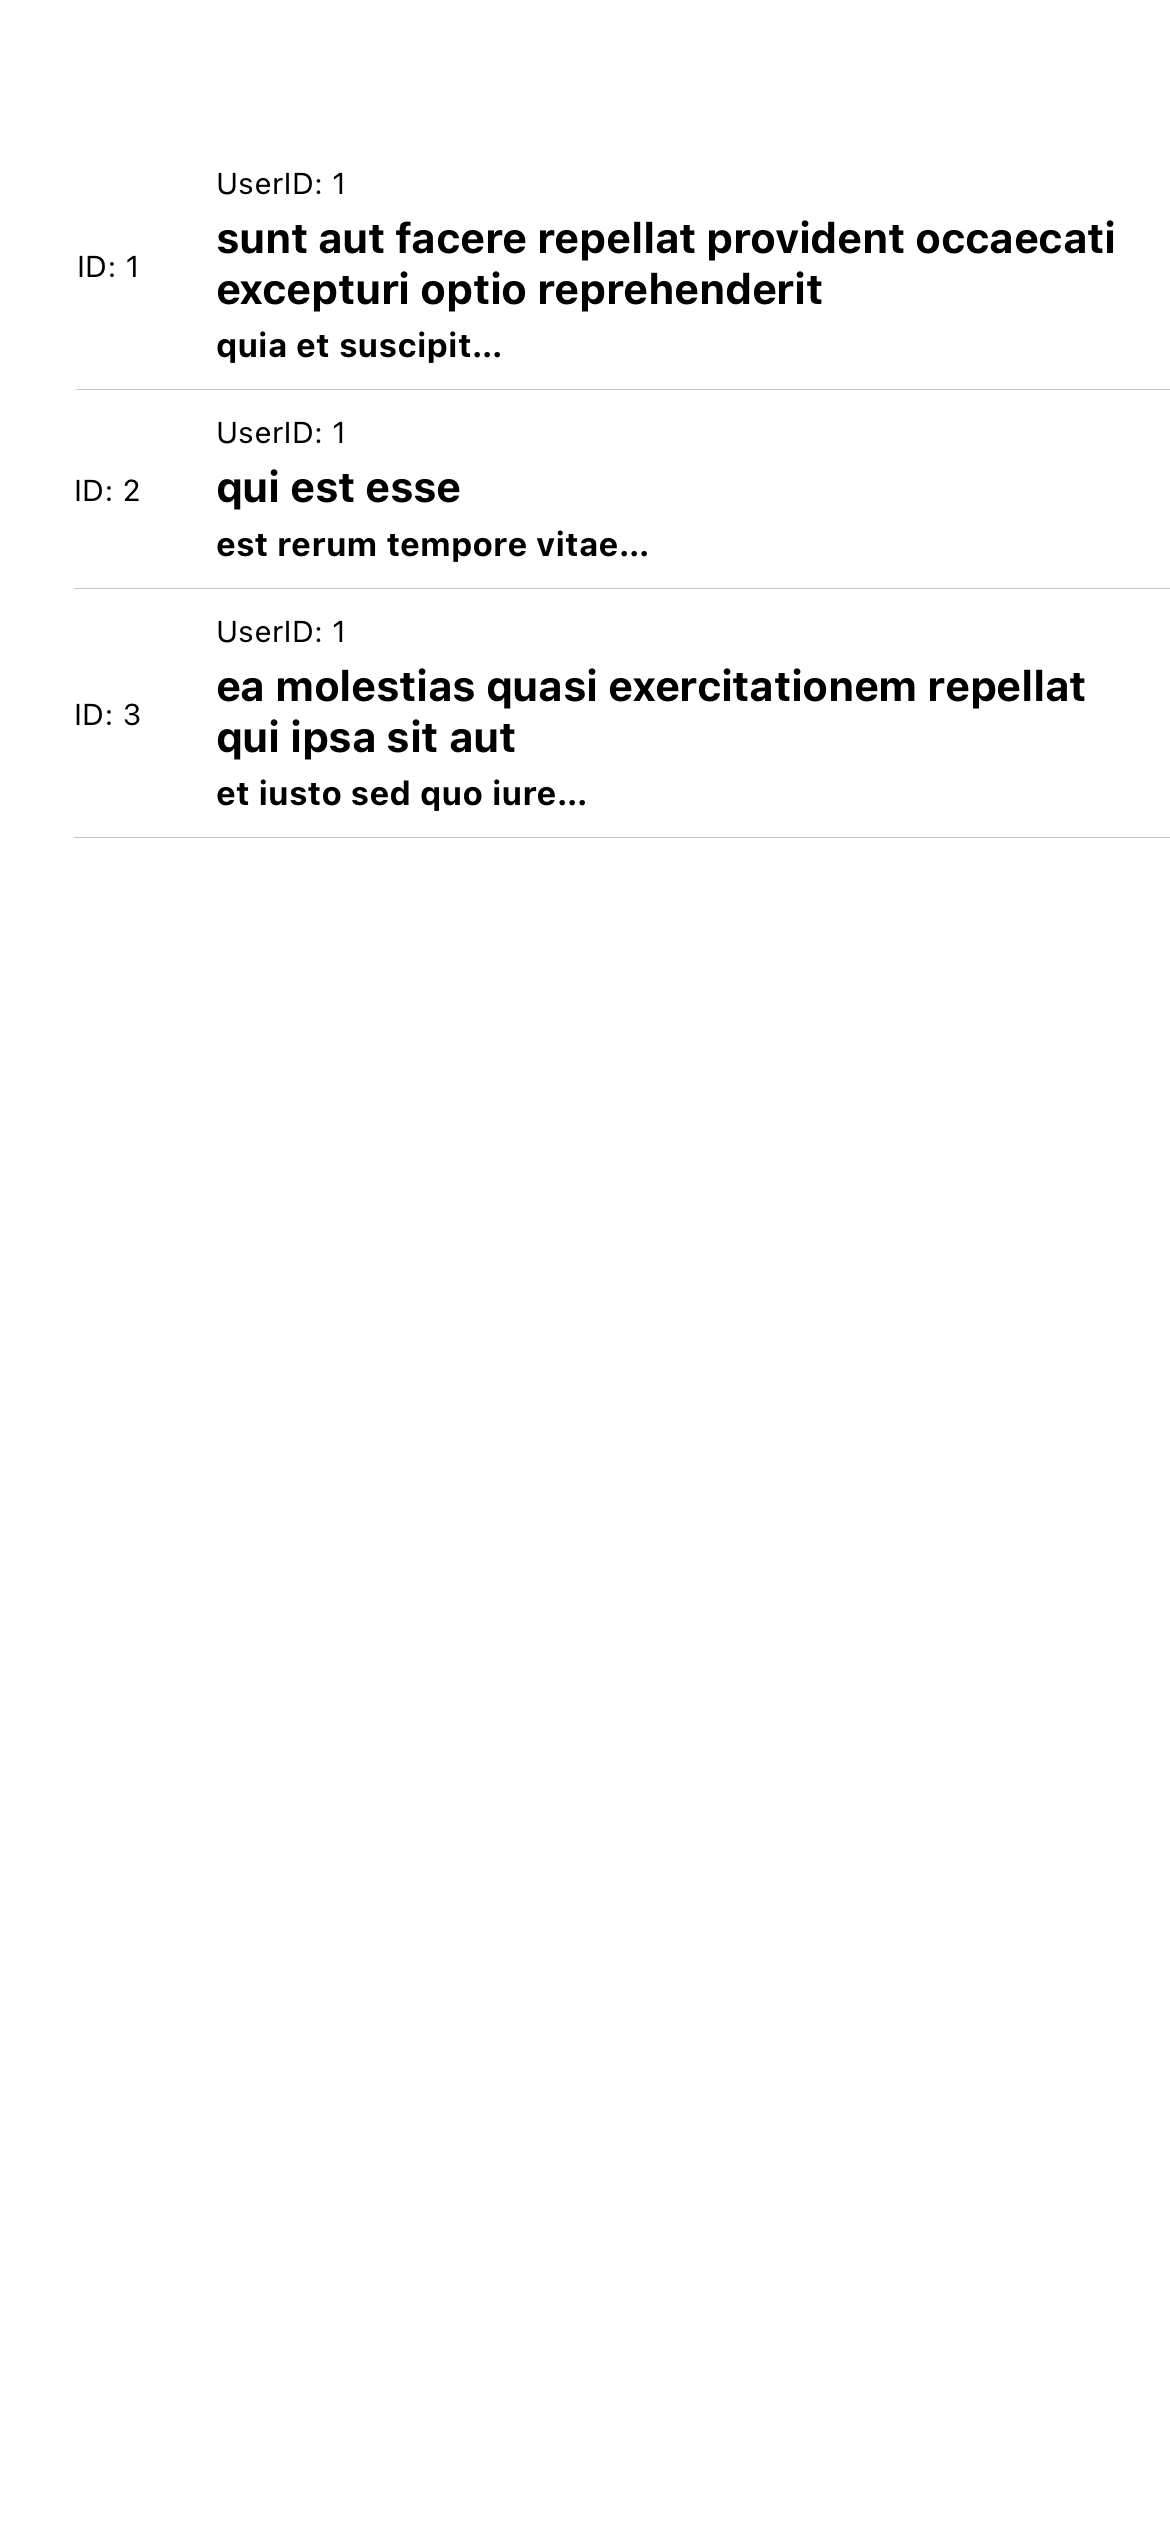 UserID: 1
sunt aut facere repellat provident occaecati
ID: 1
excepturi optio reprehenderit
quia et suscipit...
UserID: 1
ID: 2
qui est esse
est rerum tempore vitae...
UserID: 1
ea molestias quasi exercitationem repellat
ID: 3
qui ipsa sit aut
et iusto sed quo iure...